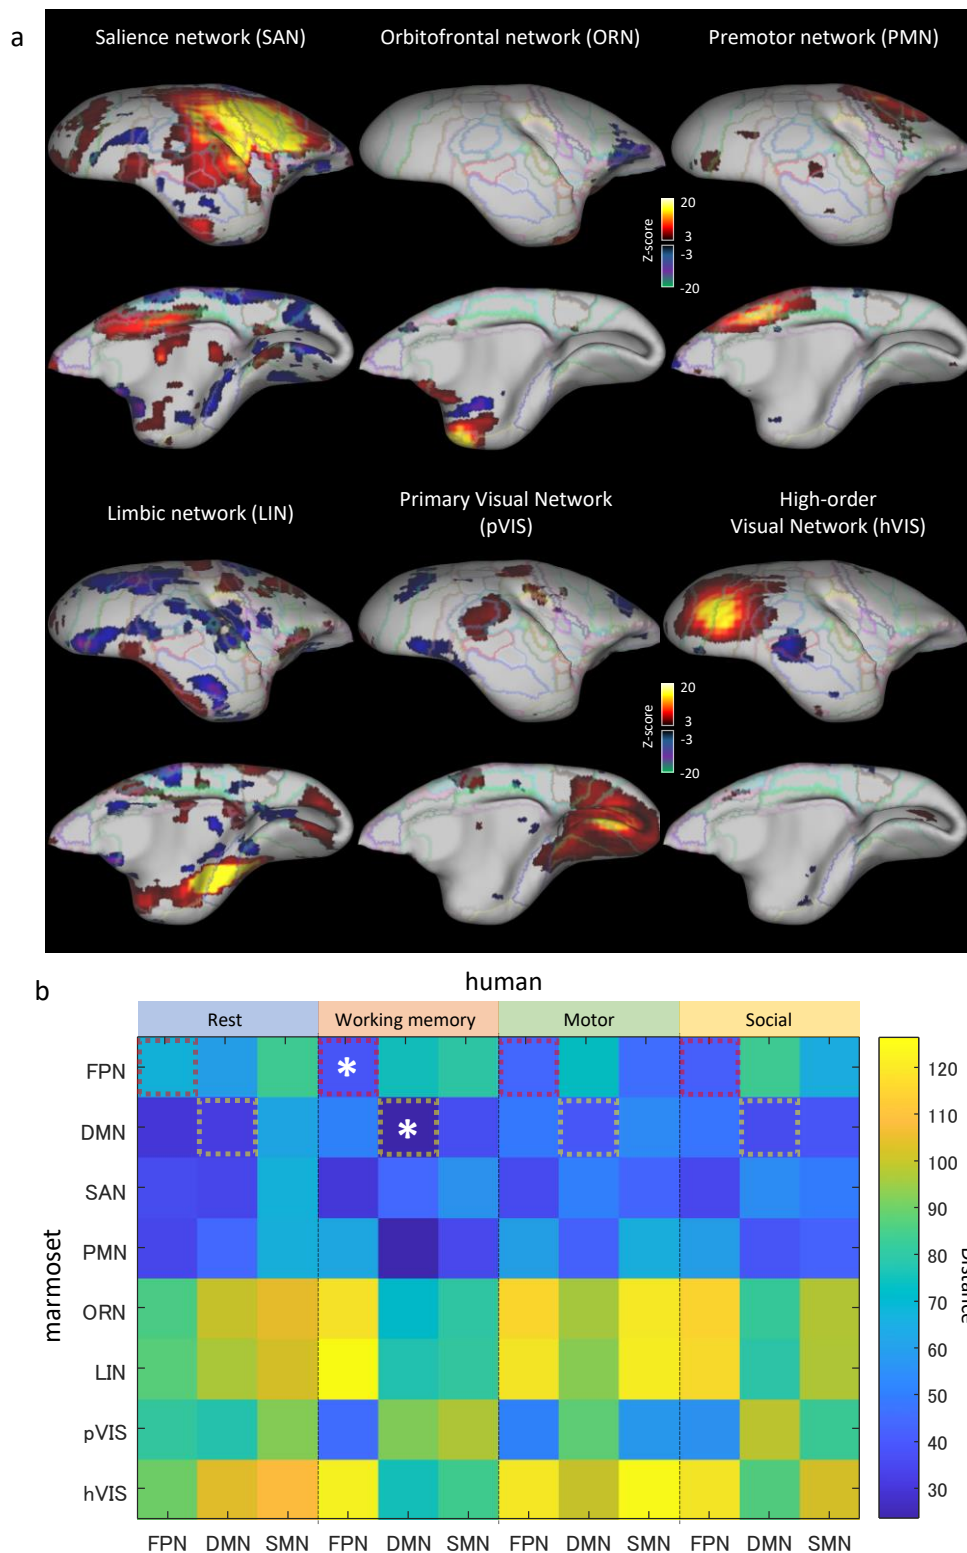 a
Salience network (SAN)
Orbitofrontal network (ORN)
Premotor network (PMN)
Z-score
20
3
-3
-20
Limbic network (LIN)
Primary Visual Network
(pVIS)
High-order
Visual Network (hVIS)
Z-score
20
3
-3
-20
b
human
Rest
Working memory
Motor
Social
marmoset
FPN
*
DMN
*
SAN
PMN
ORN
LIN
pVIS
hVIS
FPN DMN SMN FPN DMN SMN FPN DMN SMN FPN DMN SMN
120
110
100
90
80
70
60
50
40
30
Distance